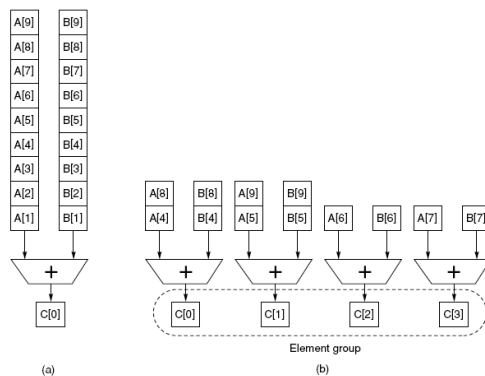 A[9] B[9]
A[8] B[8]
A[7] B[7]
A[6] B[6]
A[5] B[5]
A[4] B[4]
A[3] B[3]
A[2] B[2]
A[1] B[1]
+
C[0]
(a)
A[8] B[8] A[9] B[9]
A[4] B[4] A[5] B[5] A[6] B[6] A[7] B[7]
+ + + +
C[0] C[1] C[2] C[3]
Element group
(b)